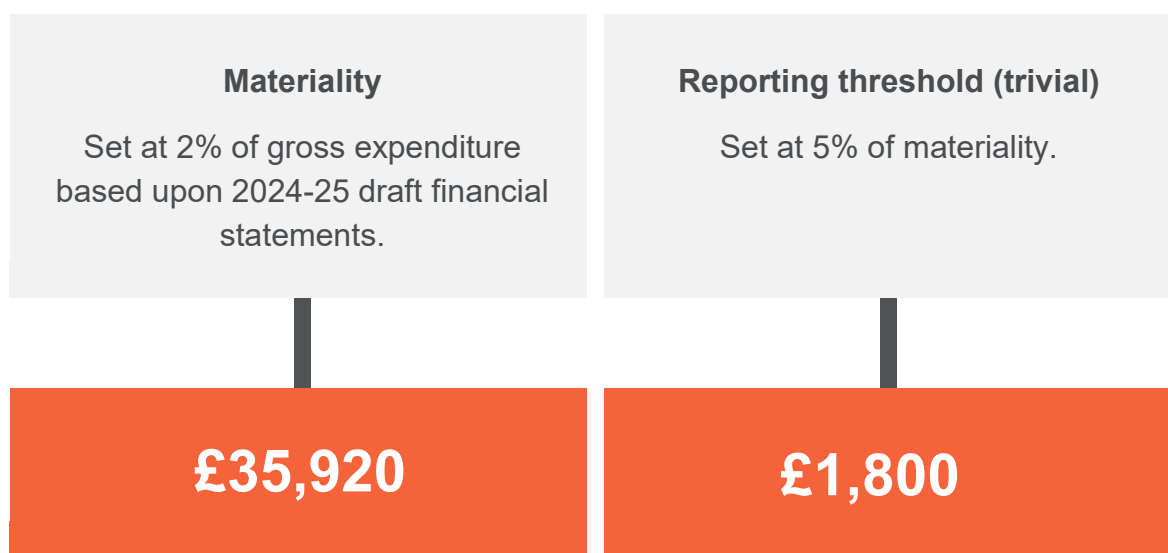 Materiality
Set at 2% of gross expenditure
based upon 2024-25 draft financial
statements.
£35,920
Reporting threshold (trivial)
Set at 5% of materiality.
£1,800